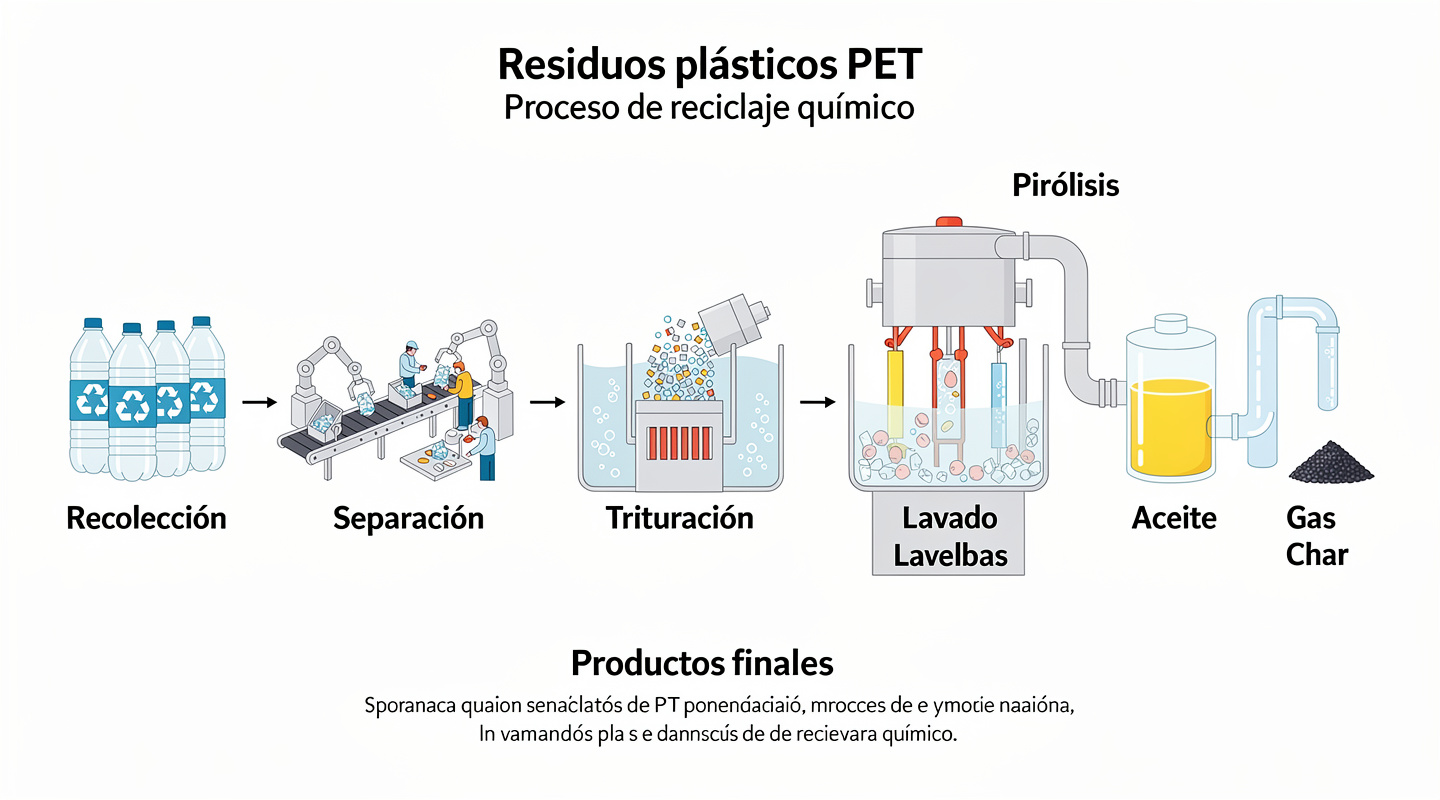 Residuos plásticos PET
Proceso de reciclaje químico
Pirólisis
Recolección
Separación
Trituración
Lavado
Lavelbas
Aceite
Gas
Char
Productos finales
Sporanaca quaion senaclatós de PT ponendaciaió, mrocces de e ymotie naaióna,
In vamandós pla s e dannscús de de recievara químico.